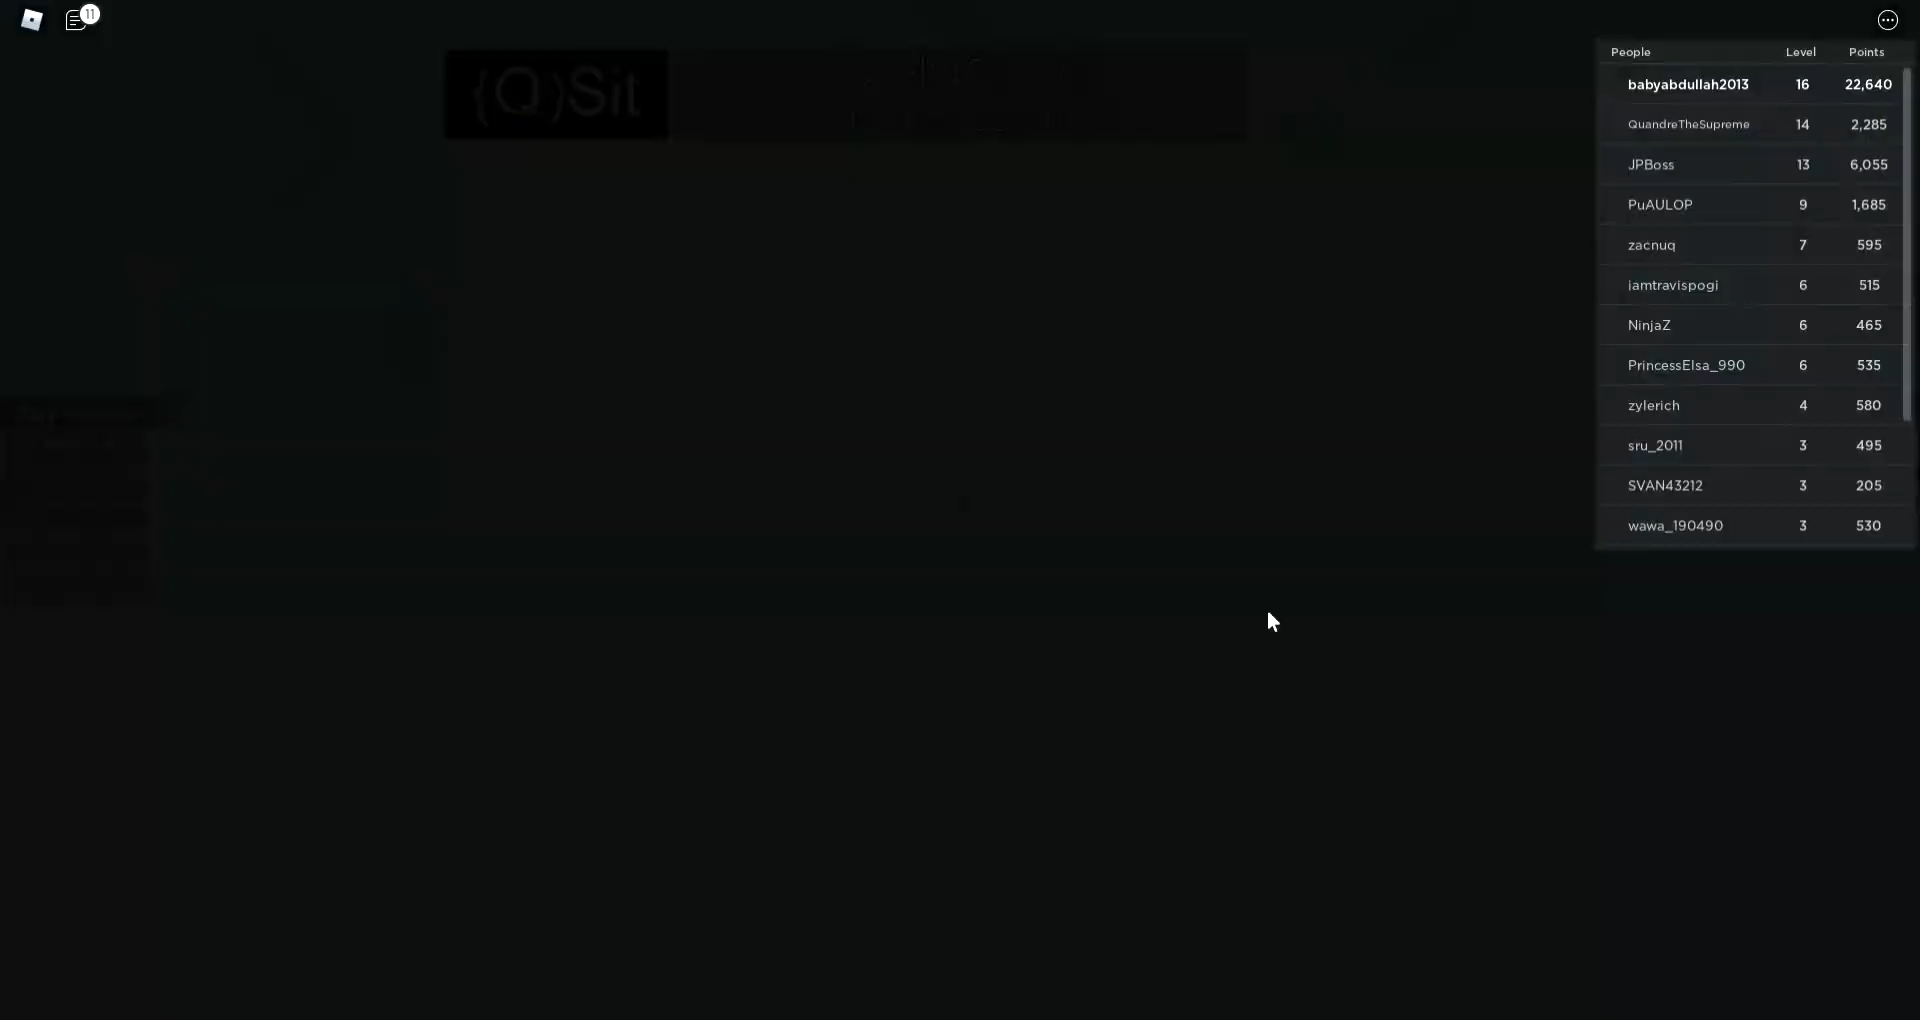 11
(Q)Sit
People Level Points
babyabdullah2013 16 22,640
QuandreTheSupreme 14 2,285
JPBoss 13 6,055
PuAULOP 9 1,685
zacnuq 7 595
iamtravispogi 6 515
NinjaZ 6 465
PrincessElsa_990 6 535
zylerich 4 580
sru_2011 3 495
SVAN43212 3 205
wawa_190490 3 530